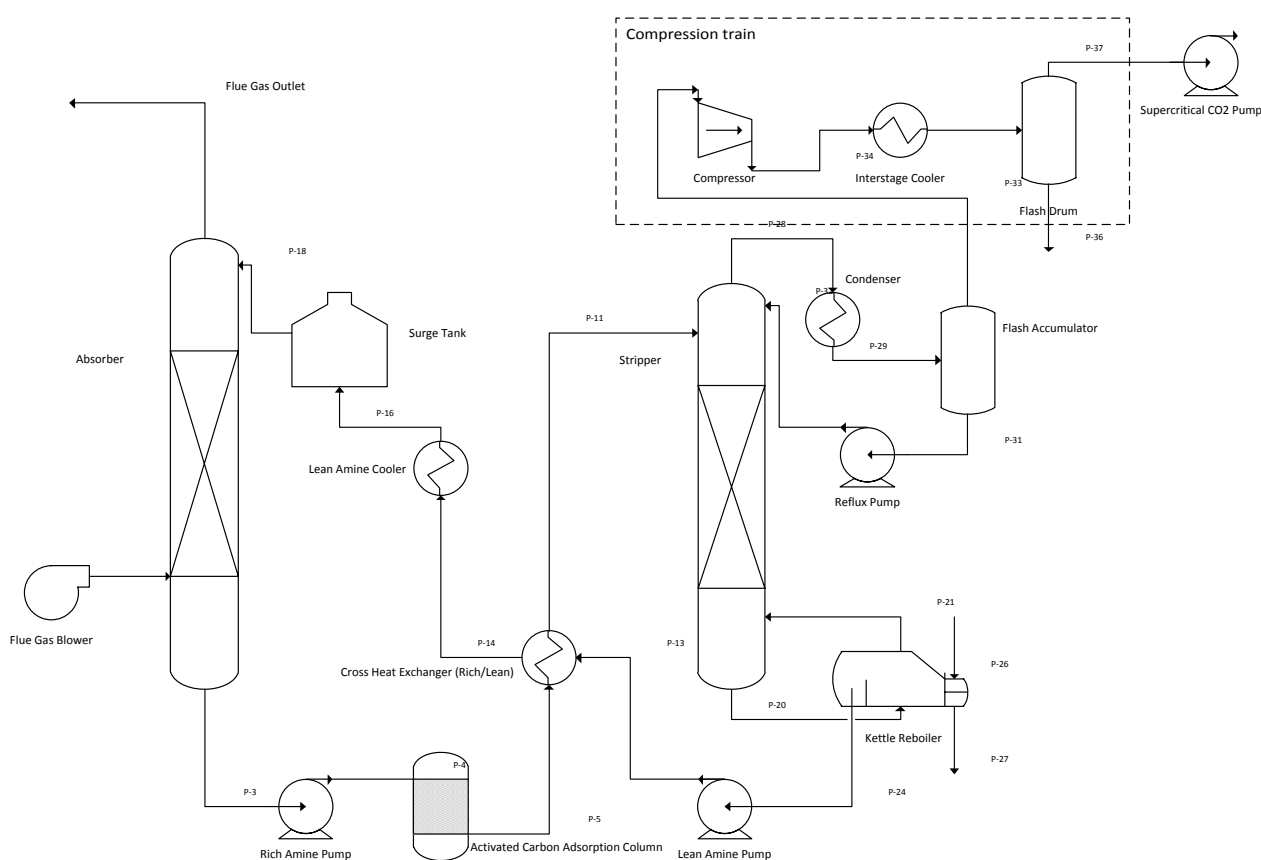 Compression train
P-37
Supercritical CO2 Pump
Flue Gas Outlet
P-34
Compressor
Interstage Cooler
P-33
Flash Drum
P-36
P-28
P-18
Condenser
P-11
Surge Tank
Flash Accumulator
Absorber
Stripper
P-29
P-16
P-31
Lean Amine Cooler
Reflux Pump
P-21
Flue Gas Blower
P-14
P-13
P-26
Cross Heat Exchanger (Rich/Lean)
P-20
Kettle Reboiler
P-4
P-27
P-3
P-24
P-5
Rich Amine Pump
Activated Carbon Adsorption Column
Lean Amine Pump